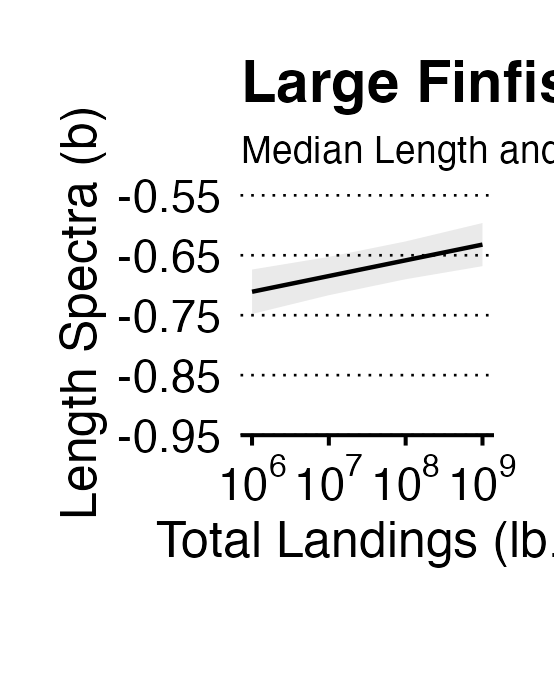 Large Finfis
Median Length and
Length Spectra (b)
-0.55
-0.65
-0.75
-0.85
-0.95
10⁶ 10⁷ 10⁸ 10⁹
Total Landings (lb.